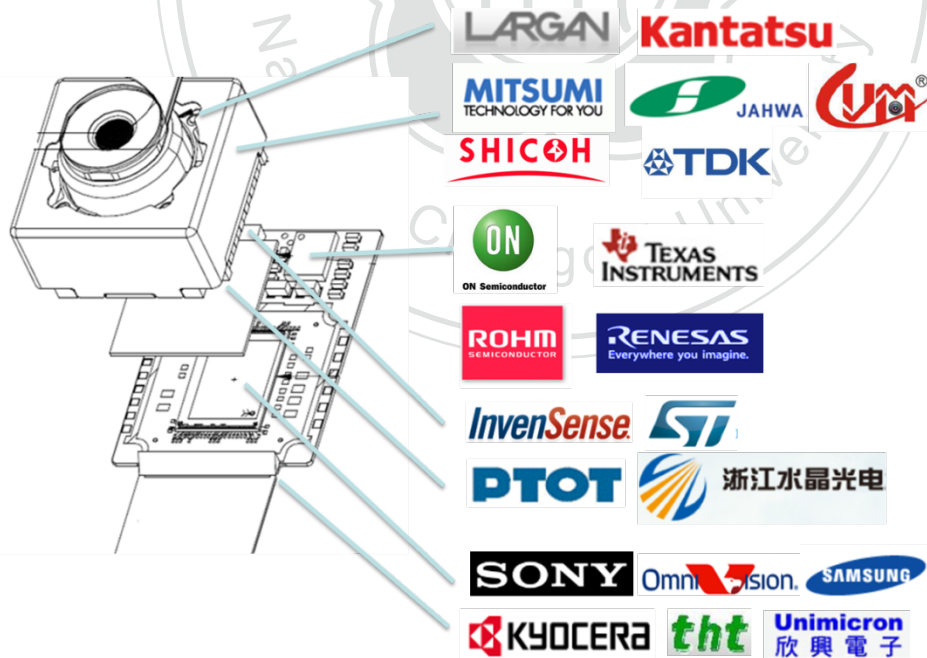 LARGAN
Kantatsu
MITSUMI
TECHNOLOGY FOR YOU
JAHWA
CVM®
SHICOH
TDK
ON
ON Semiconductor
TEXAS
INSTRUMENTS
ROHM
SEMICONDUCTOR
RENESAS
Everywhere you imagine.
InvenSense
ST
PTOT
浙江水晶光电
SONY
OmniVision.
SAMSUNG
KYOCERA
tht
Unimicron
欣興電子